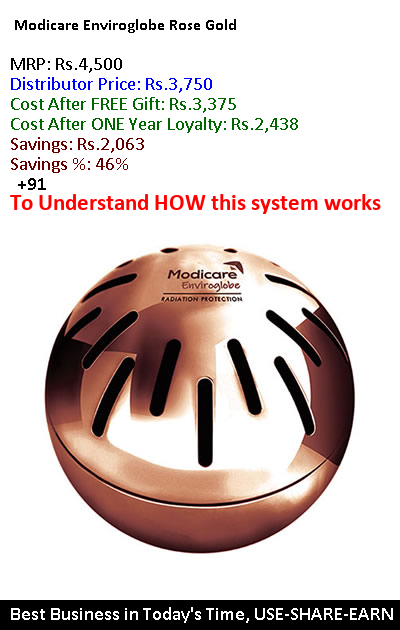 Modicare Enviroglobe Rose Gold
MRP: Rs.4,500
Distributor Price: Rs.3,750
Cost After FREE Gift: Rs.3,375
Cost After ONE Year Loyalty: Rs.2,438
Savings: Rs.2,063
Savings %: 46%
+91
To Understand HOW this system works
Modicare
Enviroglobe
RADIATION PROTECTION
Best Business in Today's Time, USE-SHARE-EARN